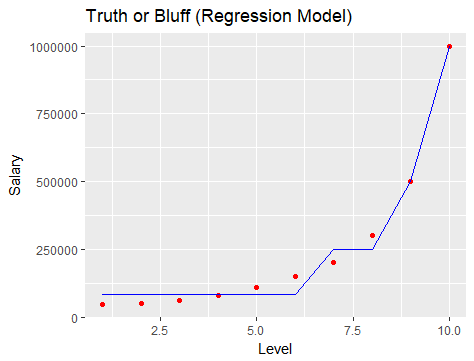 Truth or Bluff (Regression Model)
1000000
750000
500000
250000
0
Salary
2.5 5.0 7.5 10.0
Level